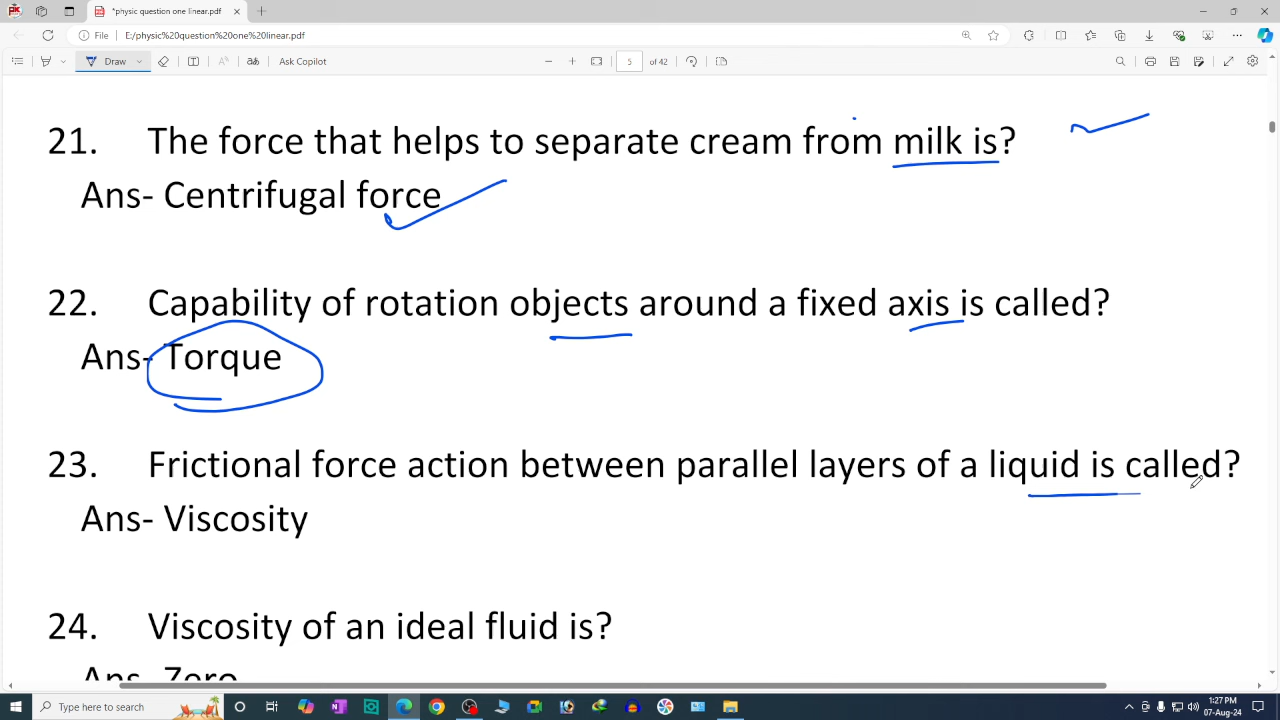 *physic question one linear.pdf
File
E:/physic%20question%20one%20linear.pdf
Draw
Ask Copilot
5 of 42
21. The force that helps to separate cream from milk is?
Ans- Centrifugal force
22. Capability of rotation objects around a fixed axis is called?
Ans- Torque
23. Frictional force action between parallel layers of a liquid is called?
Ans- Viscosity
24. Viscosity of an ideal fluid is?
Ans- Zero
Type here to search
1:27 PM
07-Aug-24